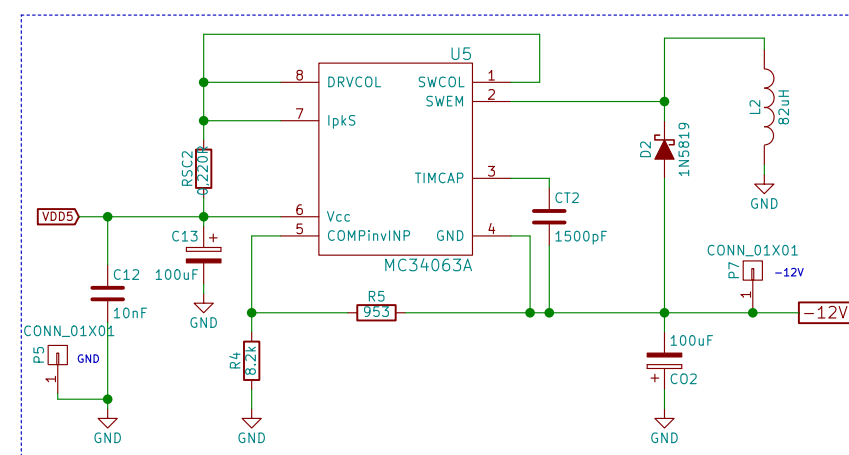 U5
8 DRVCOL SWCOL 1
SWEM 2
7 IpkS
L2
82uH
D2
1N5819
RSC2
0,220R
TIMCAP 3
CT2
1500pF
VDD5
6 Vcc
5 COMPinvINP GND 4
MC34063A
C13 +
100uF
GND
GND
CONN_01X01
P7
-12V
1
C12
10nF
R5
953
-12V
CONN_01X01
P5
GND
1
R4
8.2k
100uF
+ CO2
GND
GND
GND